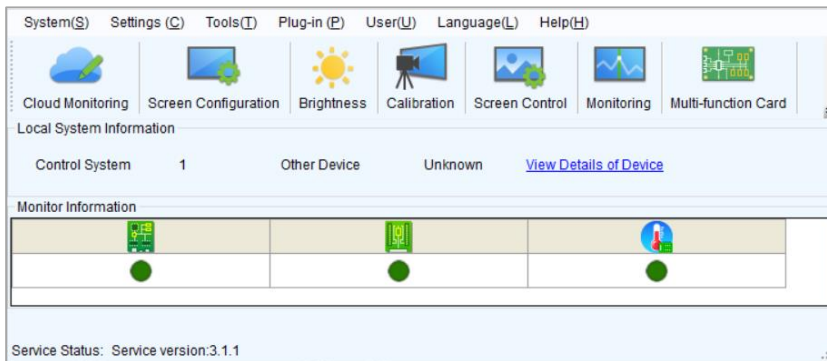 System(S) Settings (C) Tools(T) Plug-in (P) User(U) Language(L) Help(H)
Cloud Monitoring Screen Configuration Brightness Calibration Screen Control Monitoring Multi-function Card
Local System Information
Control System 1 Other Device Unknown View Details of Device
Monitor Information
Service Status: Service version:3.1.1